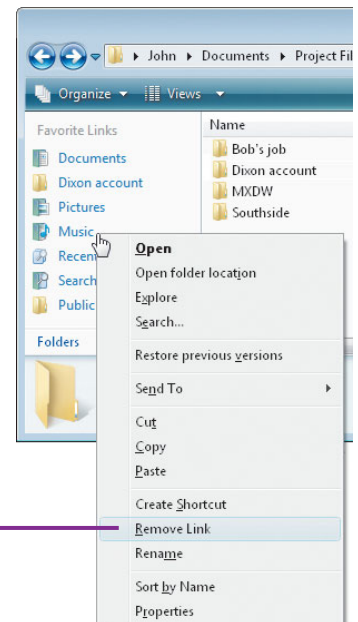 John Documents Project Fil
Organize Views
Favorite Links
Documents
Dixon account
Pictures
Music
Recen
Search
Public
Folders
Name
Bob's job
Dixon account
MXDW
Southside
Open
Open folder location
Explore
Search...
Restore previous versions
Send To
Cut
Copy
Paste
Create Shortcut
Remove Link
Rename
Sort by Name
Properties